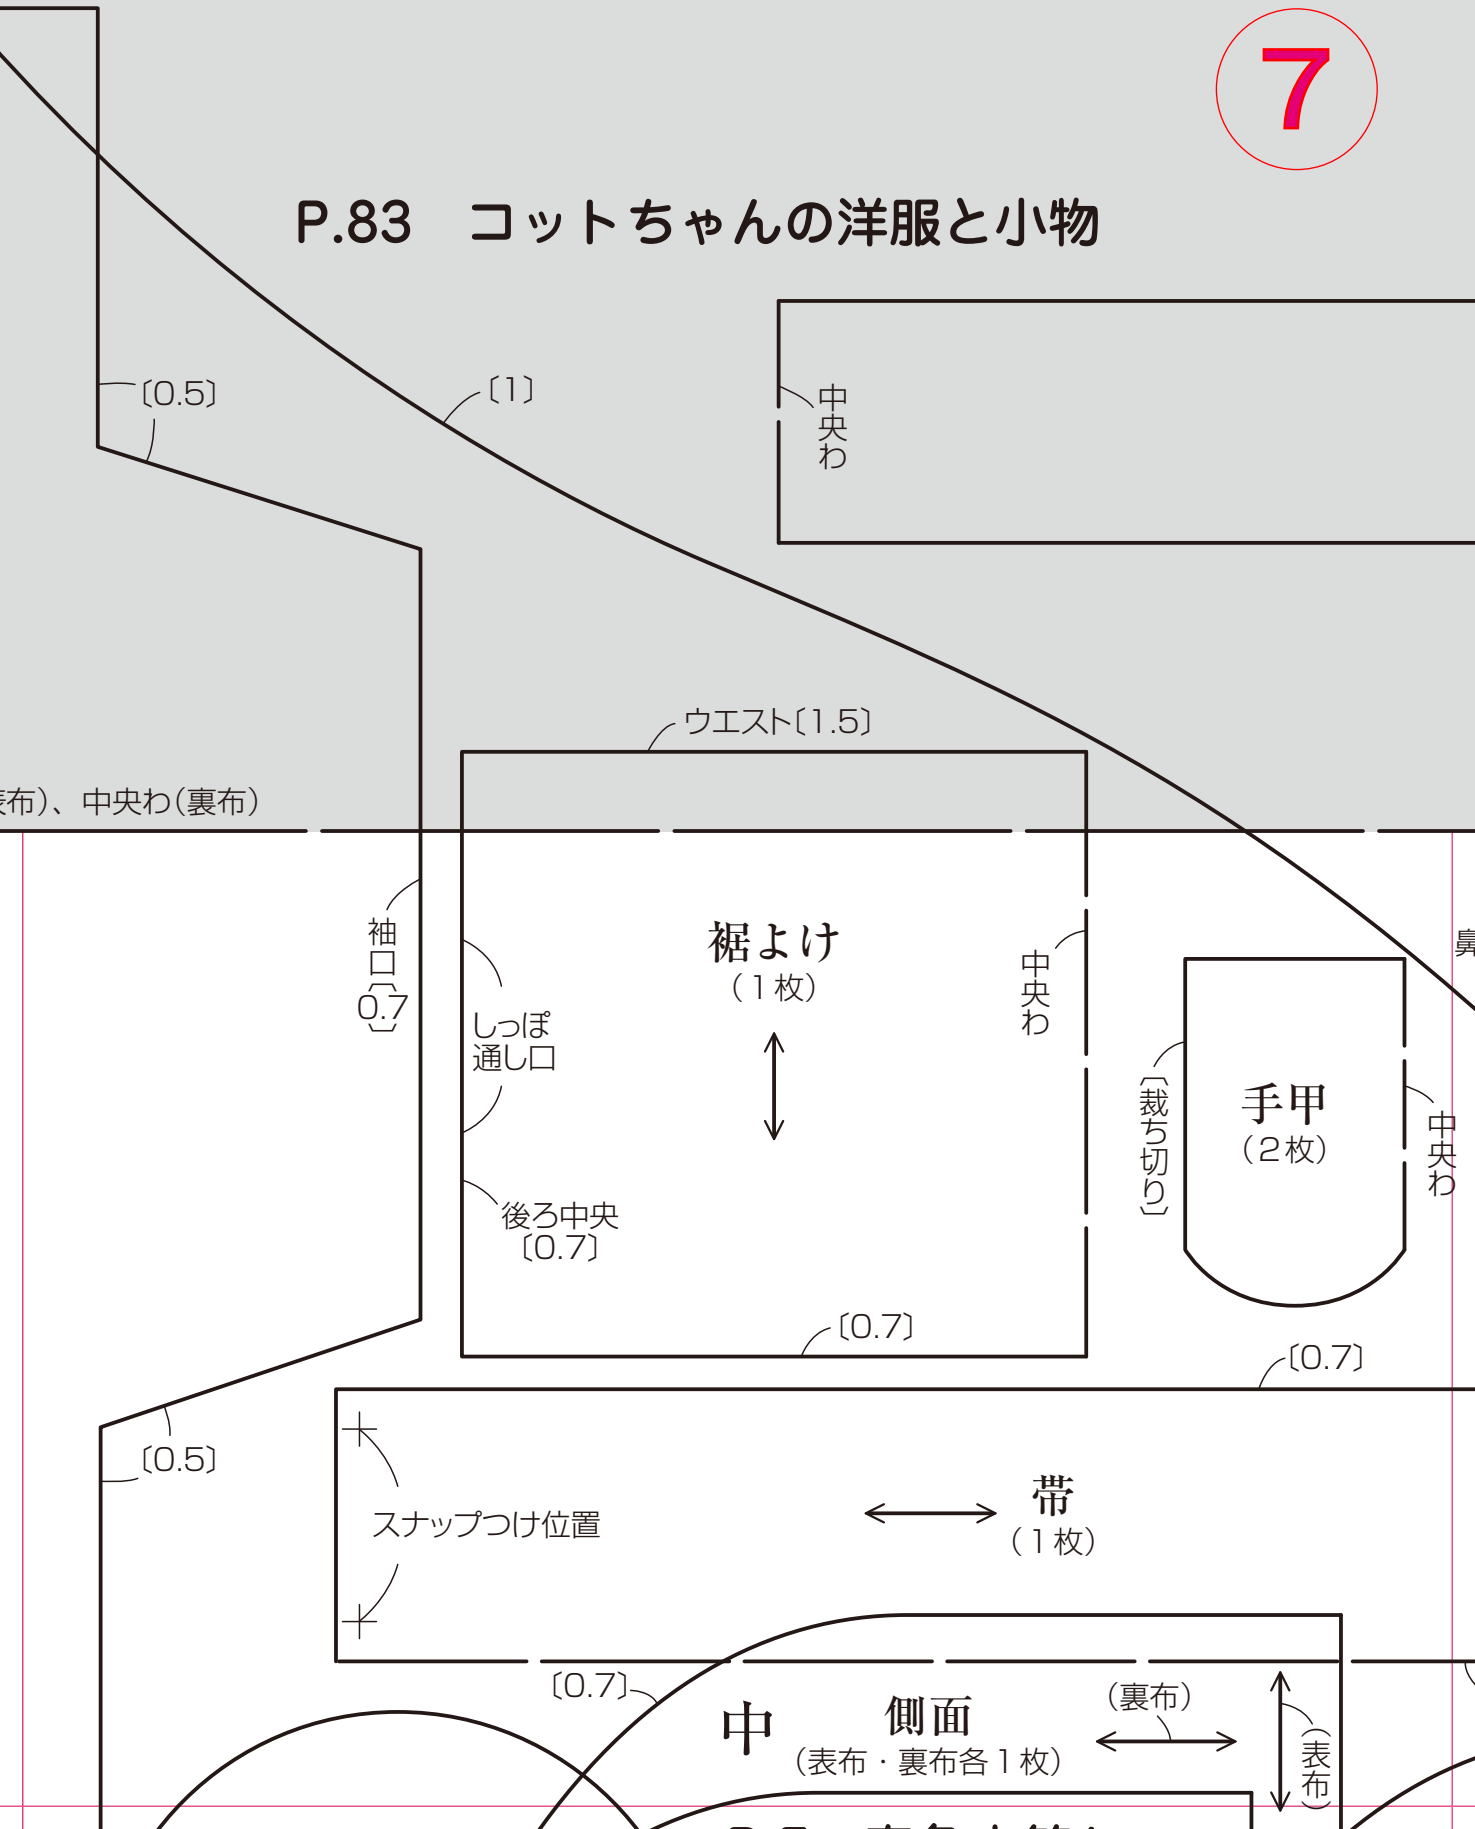 7
P.83　コットちゃんの洋服と小物
〔0.5〕
〔1〕
中央わ
ウエスト〔1.5〕
布）、中央わ（裏布）
袖口〔0.7〕
裾よけ
（1枚）
中央わ
しっぽ
通し口
後ろ中央
〔0.7〕
〔裁ち切り〕
手甲
（2枚）
中央わ
〔0.7〕
〔0.7〕
〔0.5〕
スナップつけ位置
帯
（1枚）
〔0.7〕
中　側面
（表布・裏布各1枚）
（裏布）
（表布）